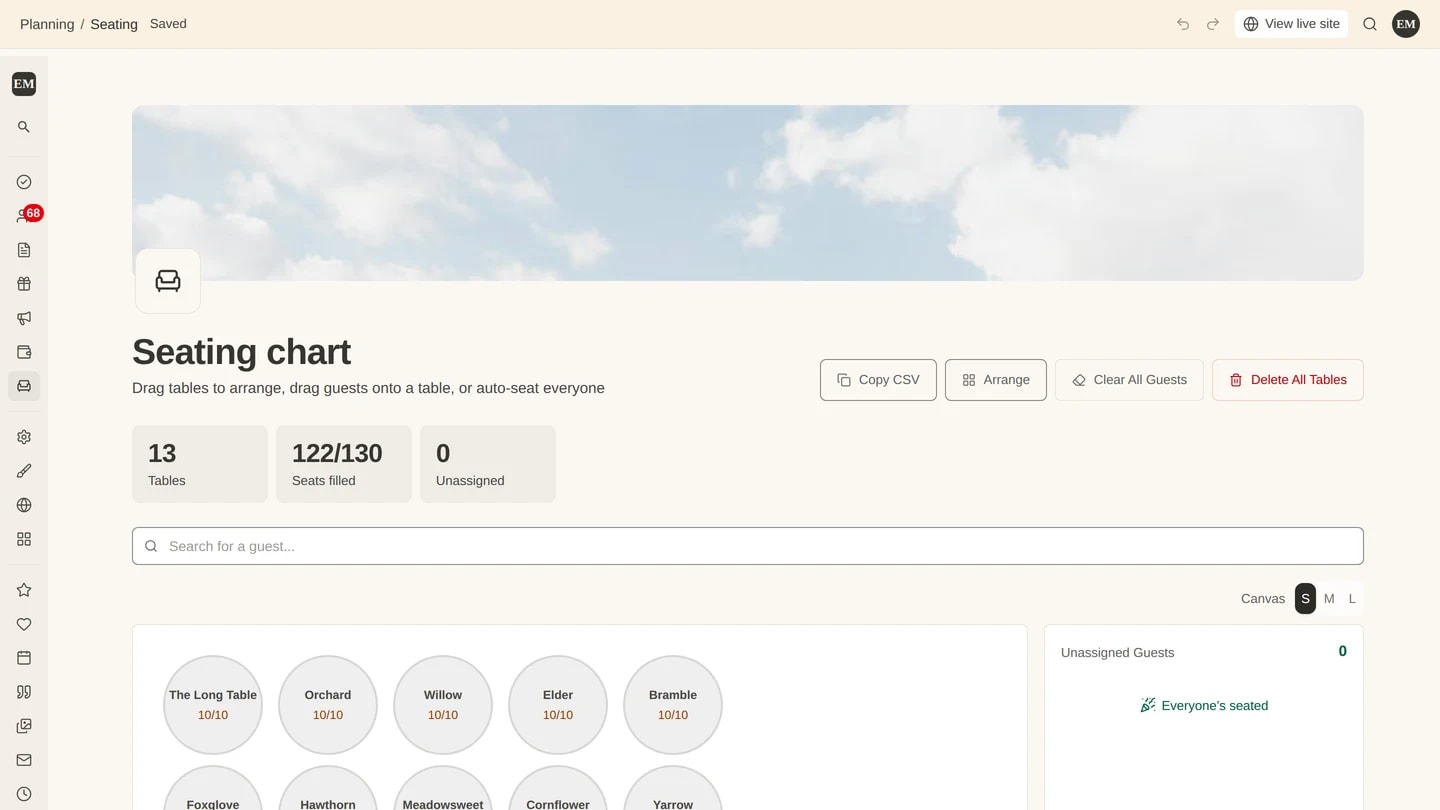 Planning / Seating Saved
View live site
EM
EM
68
Seating chart
Drag tables to arrange, drag guests onto a table, or auto-seat everyone
Copy CSV
Arrange
Clear All Guests
Delete All Tables
13
Tables
122/130
Seats filled
0
Unassigned
Search for a guest...
Canvas S M L
The Long Table
10/10
Orchard
10/10
Willow
10/10
Elder
10/10
Bramble
10/10
Foxglove
Hawthorn
Meadowsweet
Cornflower
Yarrow
Unassigned Guests 0
Everyone's seated